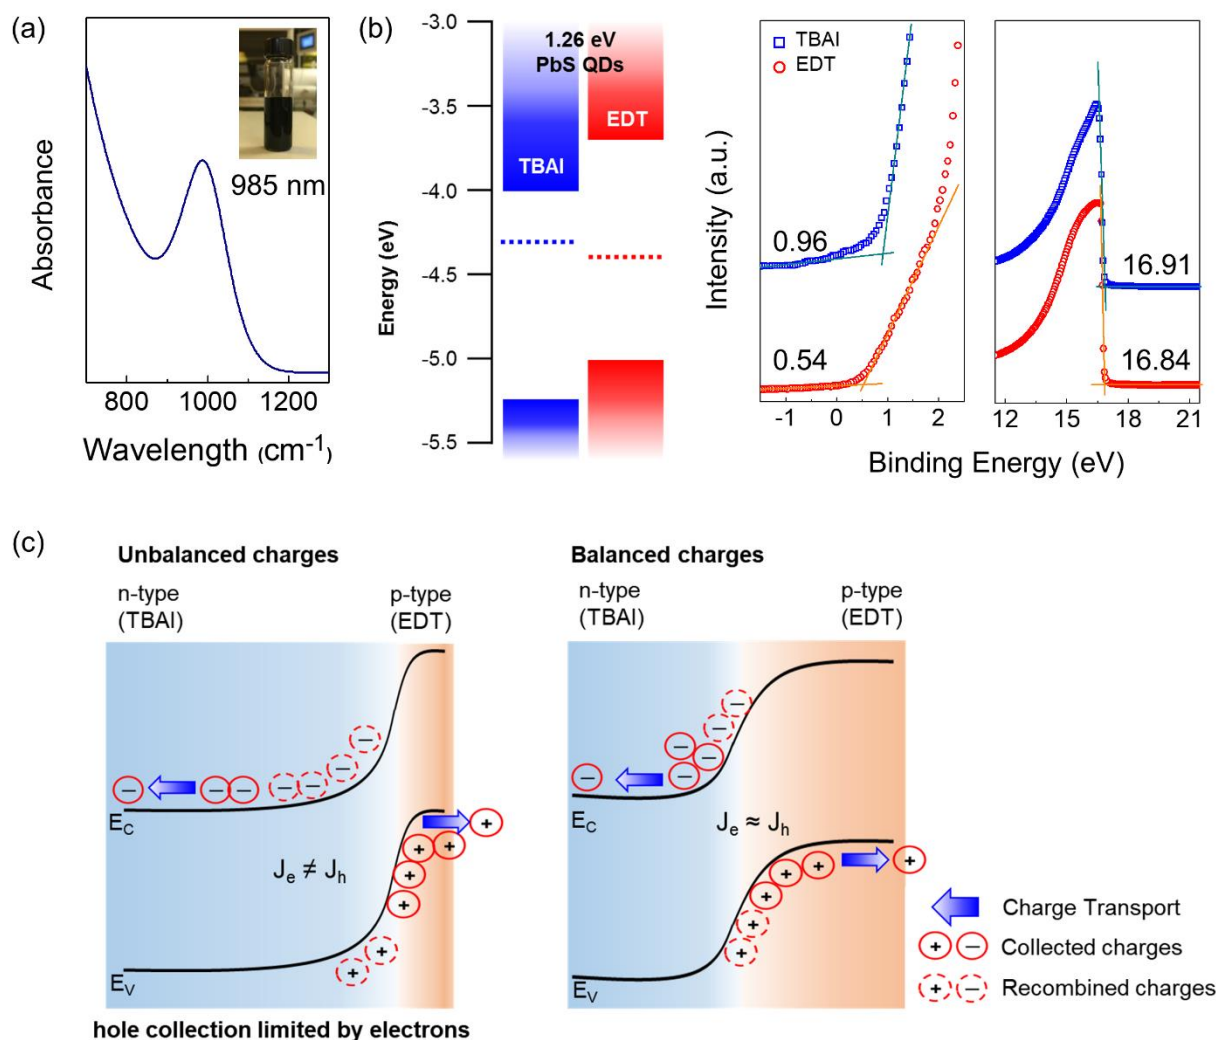 (a)
985 nm
Absorbance
800 1000 1200
Wavelength (cm-1)
(b)
-3.0
-3.5
-4.0
-4.5
-5.0
-5.5
Energy (eV)
1.26 eV
PbS QDs
TBAI
EDT
Intensity (a.u.)
TBAI
EDT
0.96
0.54
-1 0 1 2
16.91
16.84
12 15 18 21
Binding Energy (eV)
(c)
Unbalanced charges
n-type
(TBAI)
p-type
(EDT)
EC
Je ≠ Jh
EV
hole collection limited by electrons
Balanced charges
n-type
(TBAI)
p-type
(EDT)
EC
Je ≈ Jh
EV
Charge Transport
+ − Collected charges
+ − Recombined charges